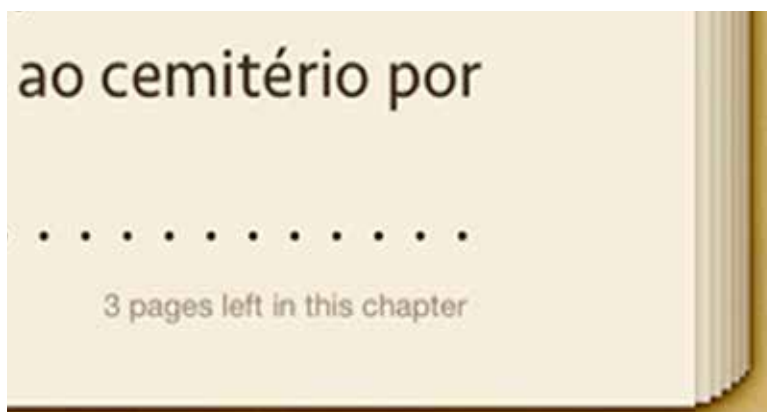 ao cemitério por
. . . . . . . . . . .
3 pages left in this chapter